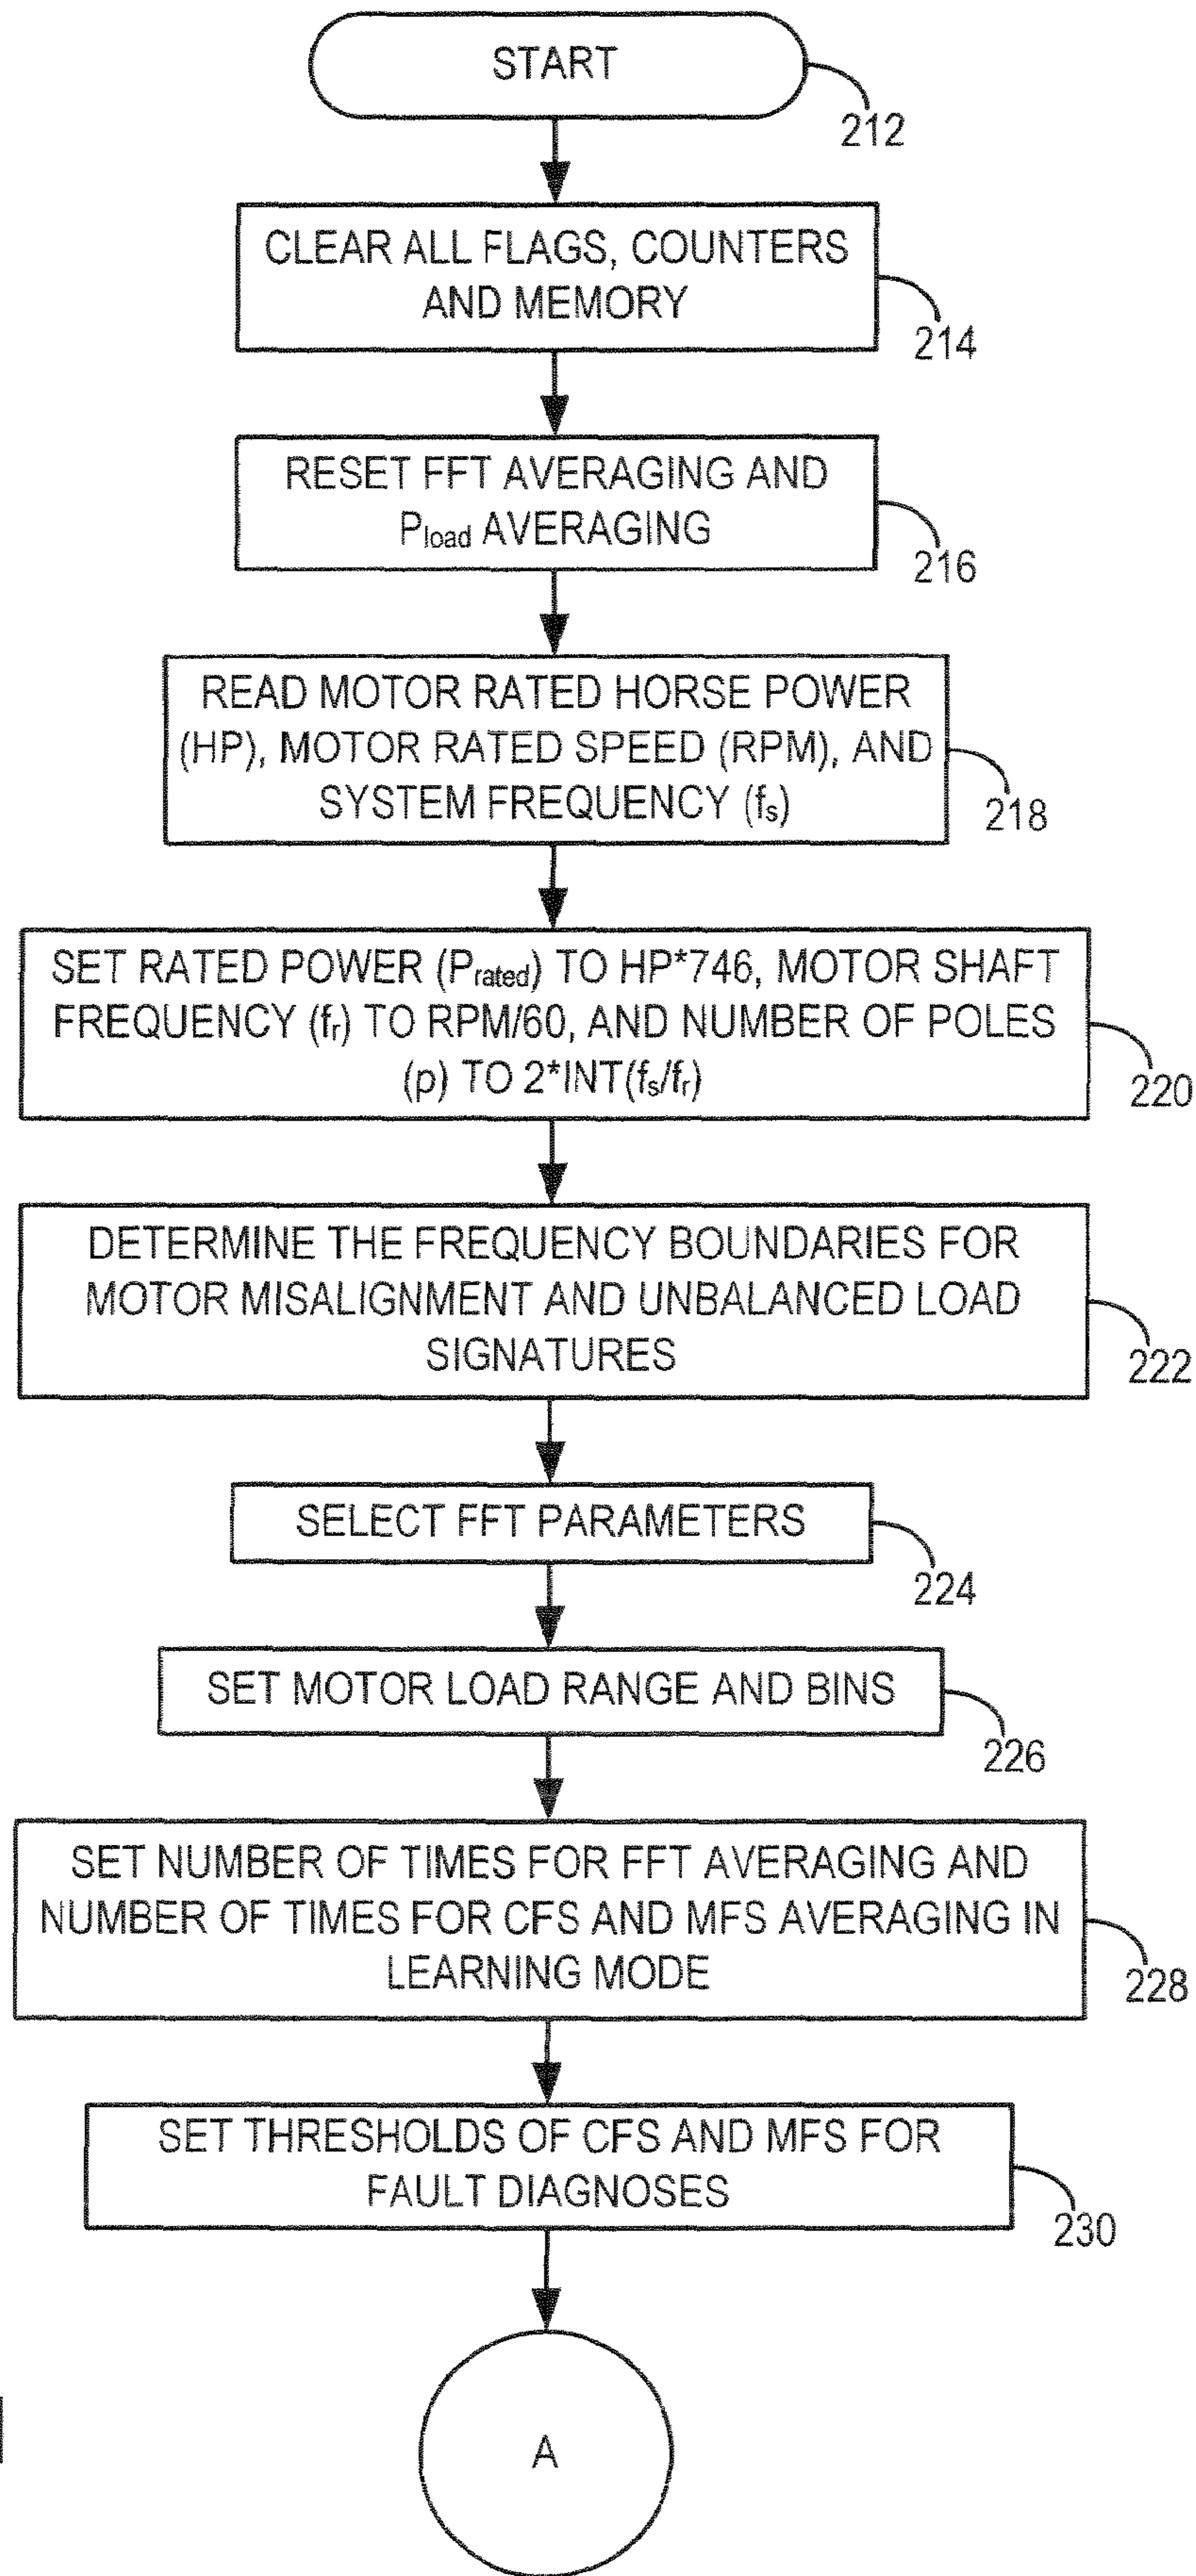 START
212
CLEAR ALL FLAGS, COUNTERS
AND MEMORY
214
RESET FFT AVERAGING AND
Pload AVERAGING
216
READ MOTOR RATED HORSE POWER
(HP), MOTOR RATED SPEED (RPM), AND
SYSTEM FREQUENCY (fs)
218
SET RATED POWER (Prated) TO HP*746, MOTOR SHAFT
FREQUENCY (fr) TO RPM/60, AND NUMBER OF POLES
(p) TO 2*INT(fs/fr)
220
DETERMINE THE FREQUENCY BOUNDARIES FOR
MOTOR MISALIGNMENT AND UNBALANCED LOAD
SIGNATURES
222
SELECT FFT PARAMETERS
224
SET MOTOR LOAD RANGE AND BINS
226
SET NUMBER OF TIMES FOR FFT AVERAGING AND
NUMBER OF TIMES FOR CFS AND MFS AVERAGING IN
LEARNING MODE
228
SET THRESHOLDS OF CFS AND MFS FOR
FAULT DIAGNOSES
230
A